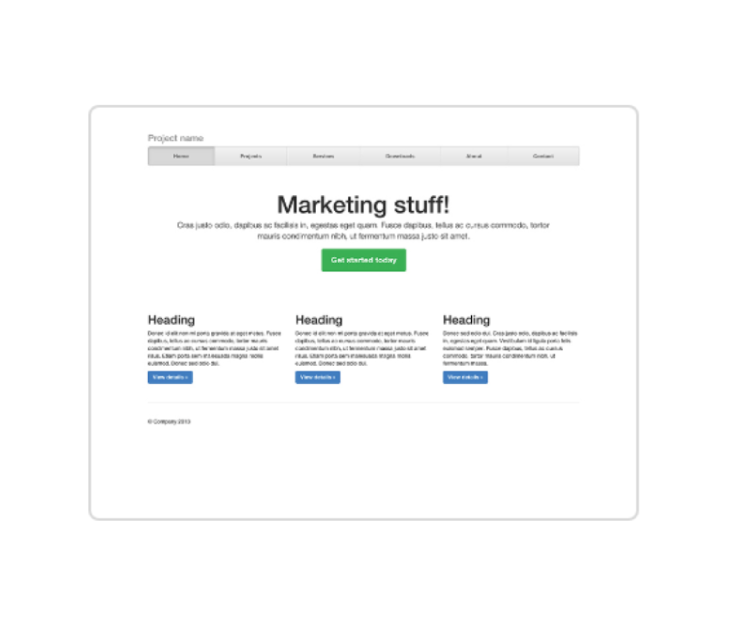 Project name
Home Projects Services Downloads About Contact
Marketing stuff!
Cras justo odio, dapibus ac facilisis in, egestas eget quam. Fusce dapibus, tellus ac cursus commodo, tortor
mauris condimentum nibh, ut fermentum massa justo sit amet.
Get started today
Heading
Donec id elit non mi porta gravida at eget metus. Fusce
dapibus, tellus ac cursus commodo, tortor mauris
condimentum nibh, ut fermentum massa justo sit amet
risus. Etiam porta sem malesuada magna mollis
euismod. Donec sed odio dui.
View details »
Heading
Donec id elit non mi porta gravida at eget metus. Fusce
dapibus, tellus ac cursus commodo, tortor mauris
condimentum nibh, ut fermentum massa justo sit amet
risus. Etiam porta sem malesuada magna mollis
euismod. Donec sed odio dui.
View details »
Heading
Donec sed odio dui. Cras justo odio, dapibus ac facilisis
in, egestas eget quam. Vestibulum id ligula porta felis
euismod semper. Fusce dapibus, tellus ac cursus
commodo, tortor mauris condimentum nibh, ut
fermentum massa.
View details »
© Company 2013